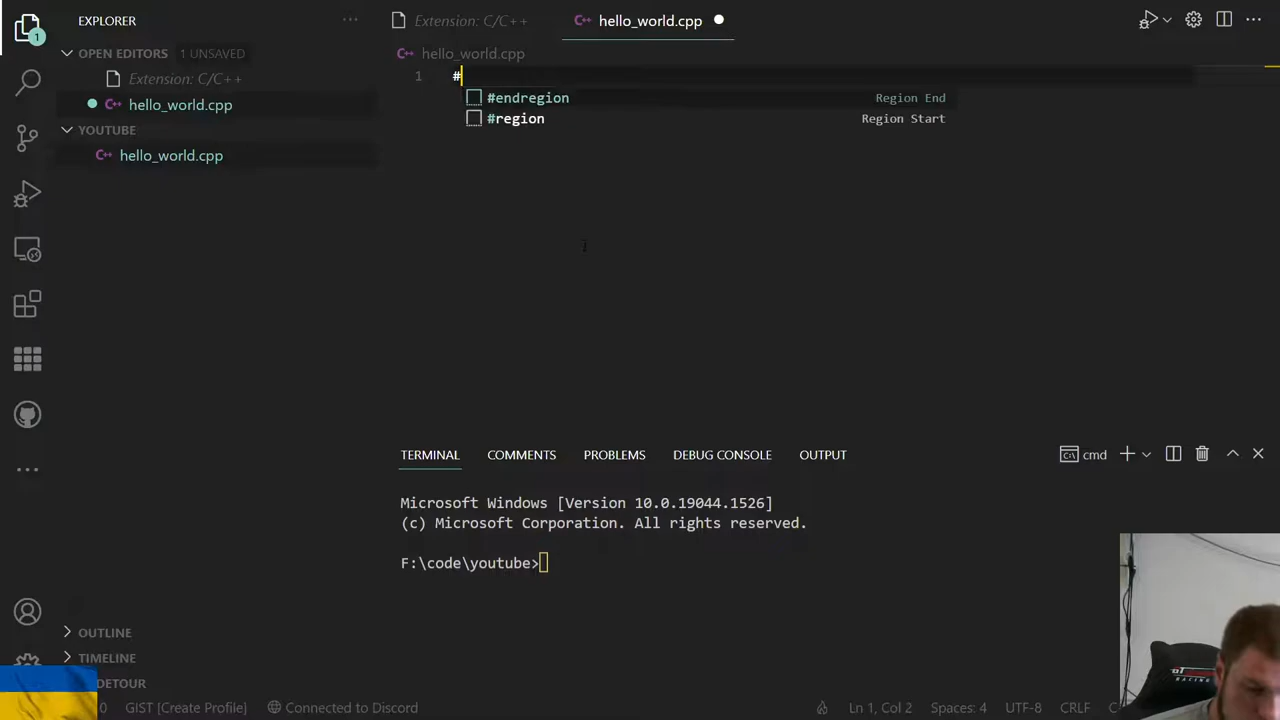 EXPLORER
Extension: C/C++
hello_world.cpp
OPEN EDITORS 1 UNSAVED
Extension: C/C++
hello_world.cpp
YOUTUBE
hello_world.cpp
hello_world.cpp
1 #
#endregion Region End
#region Region Start
TERMINAL COMMENTS PROBLEMS DEBUG CONSOLE OUTPUT
cmd
Microsoft Windows [Version 10.0.19044.1526]
(c) Microsoft Corporation. All rights reserved.
F:\code\youtube>
1
OUTLINE
TIMELINE
DETOUR
0 GIST [Create Profile] Connected to Discord Ln 1, Col 2 Spaces: 4 UTF-8 CRLF
RACING